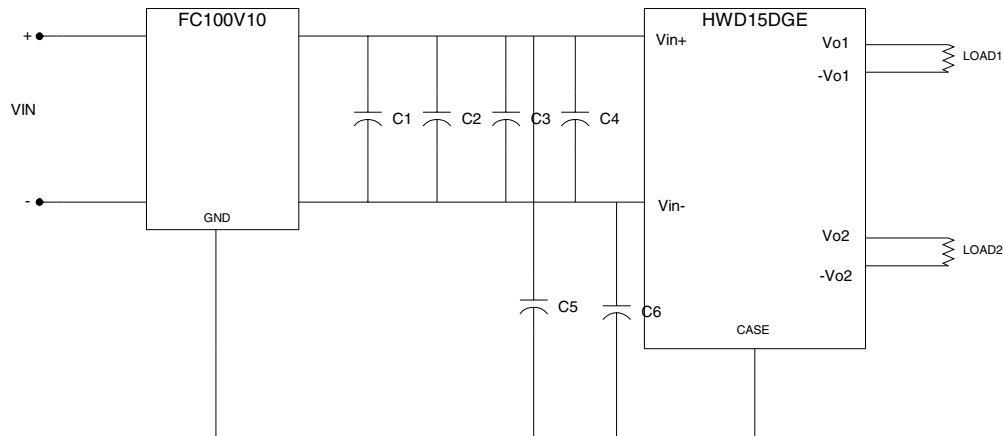 FC100V10
HWD15DGE
+
Vin+
Vo1
LOAD1
-Vo1
VIN
C1
C2
C3
C4
-
Vin-
GND
Vo2
LOAD2
-Vo2
C5
C6
CASE